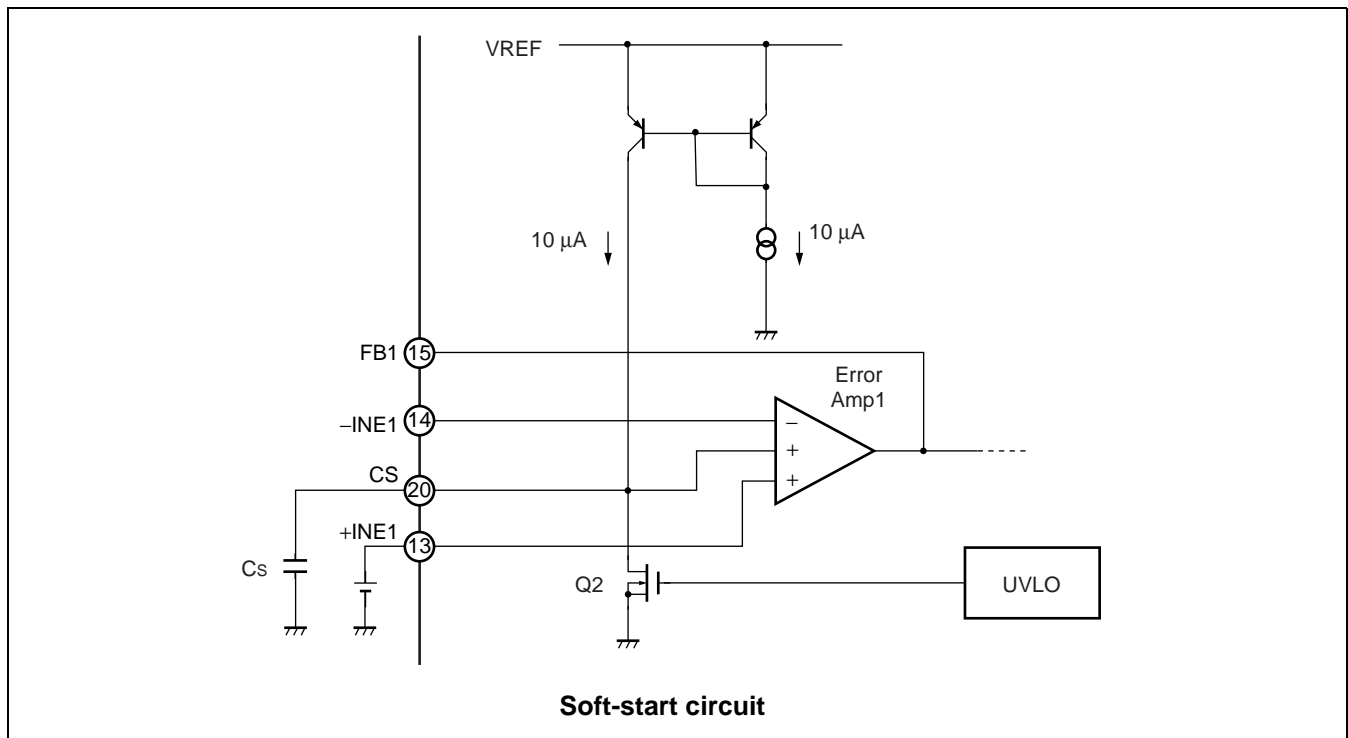 VREF
10 μA
10 μA
FB1 15
Error
Amp1
−INE1 14
−
+
CS 20
+
+INE1 13
Cs
Q2
UVLO
Soft-start circuit